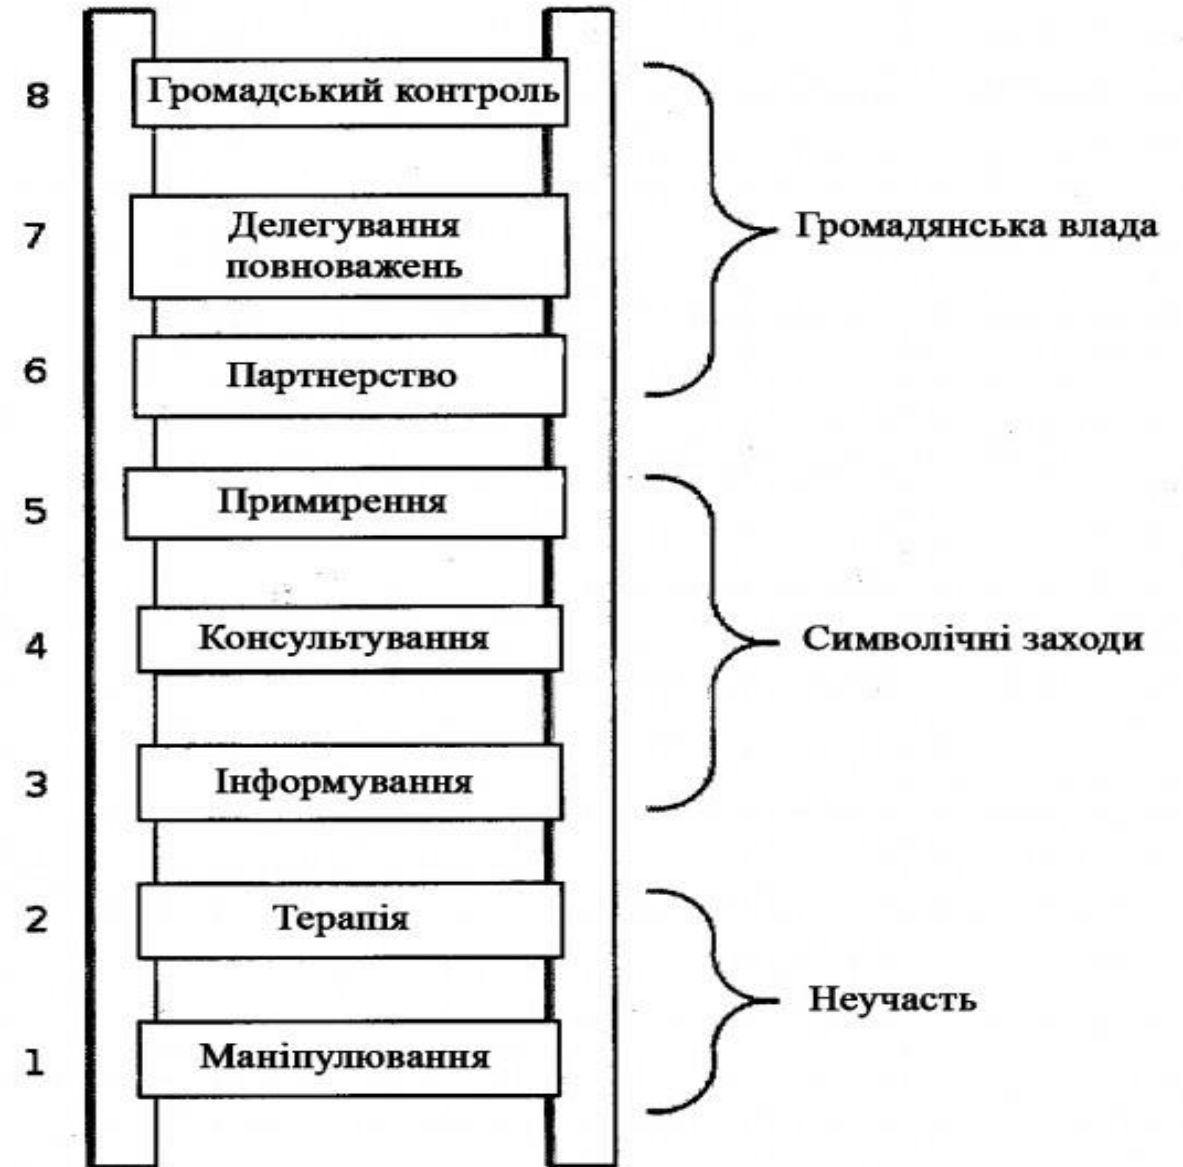 8 Громадський контроль
7 Делегування
повноважень
Громадянська влада
6 Партнерство
5 Примирення
4 Консультування
Символічні заходи
3 Інформування
2 Терапія
Неучасть
1 Маніпулювання